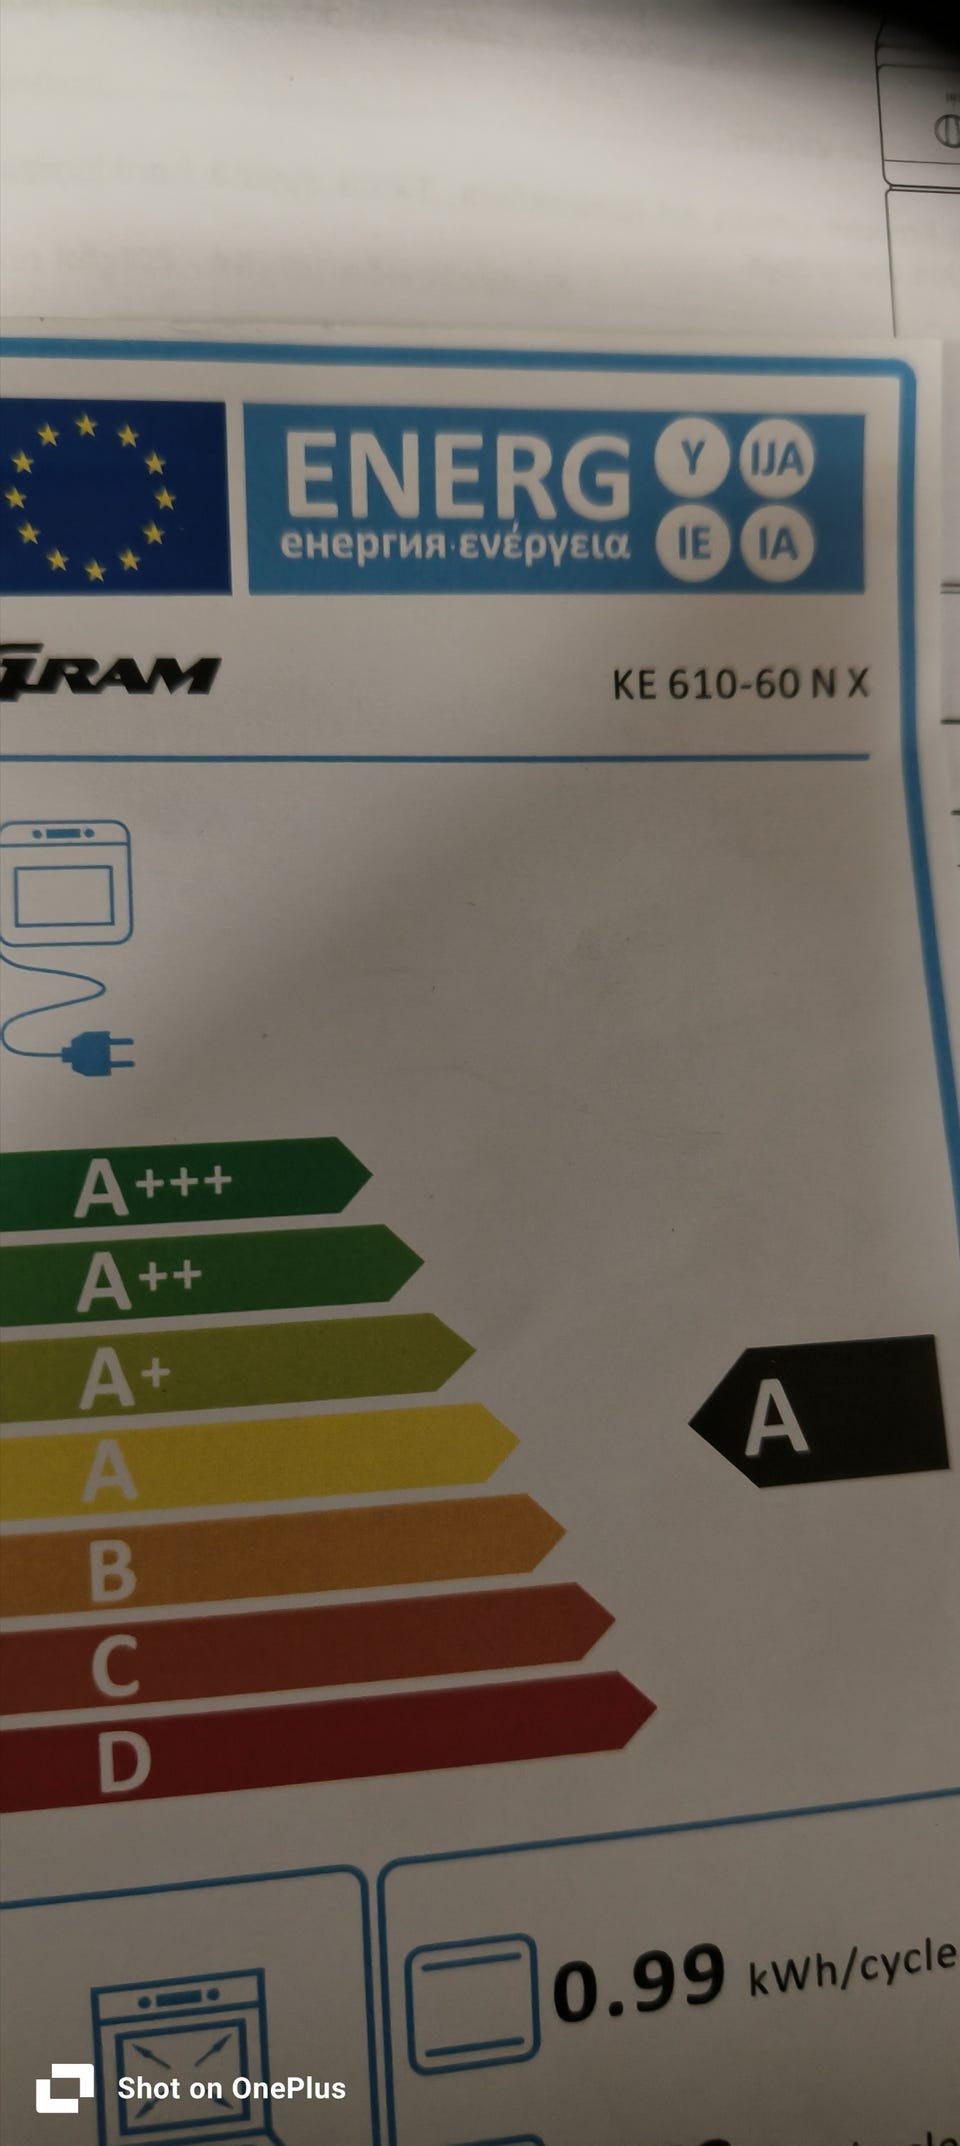 ENERG Y IJA
енергия·ενέργεια IE IA
GRAM
KE 610-60 N X
A+++
A++
A+
A
A
B
C
D
0.99 kWh/cycle
Shot on OnePlus